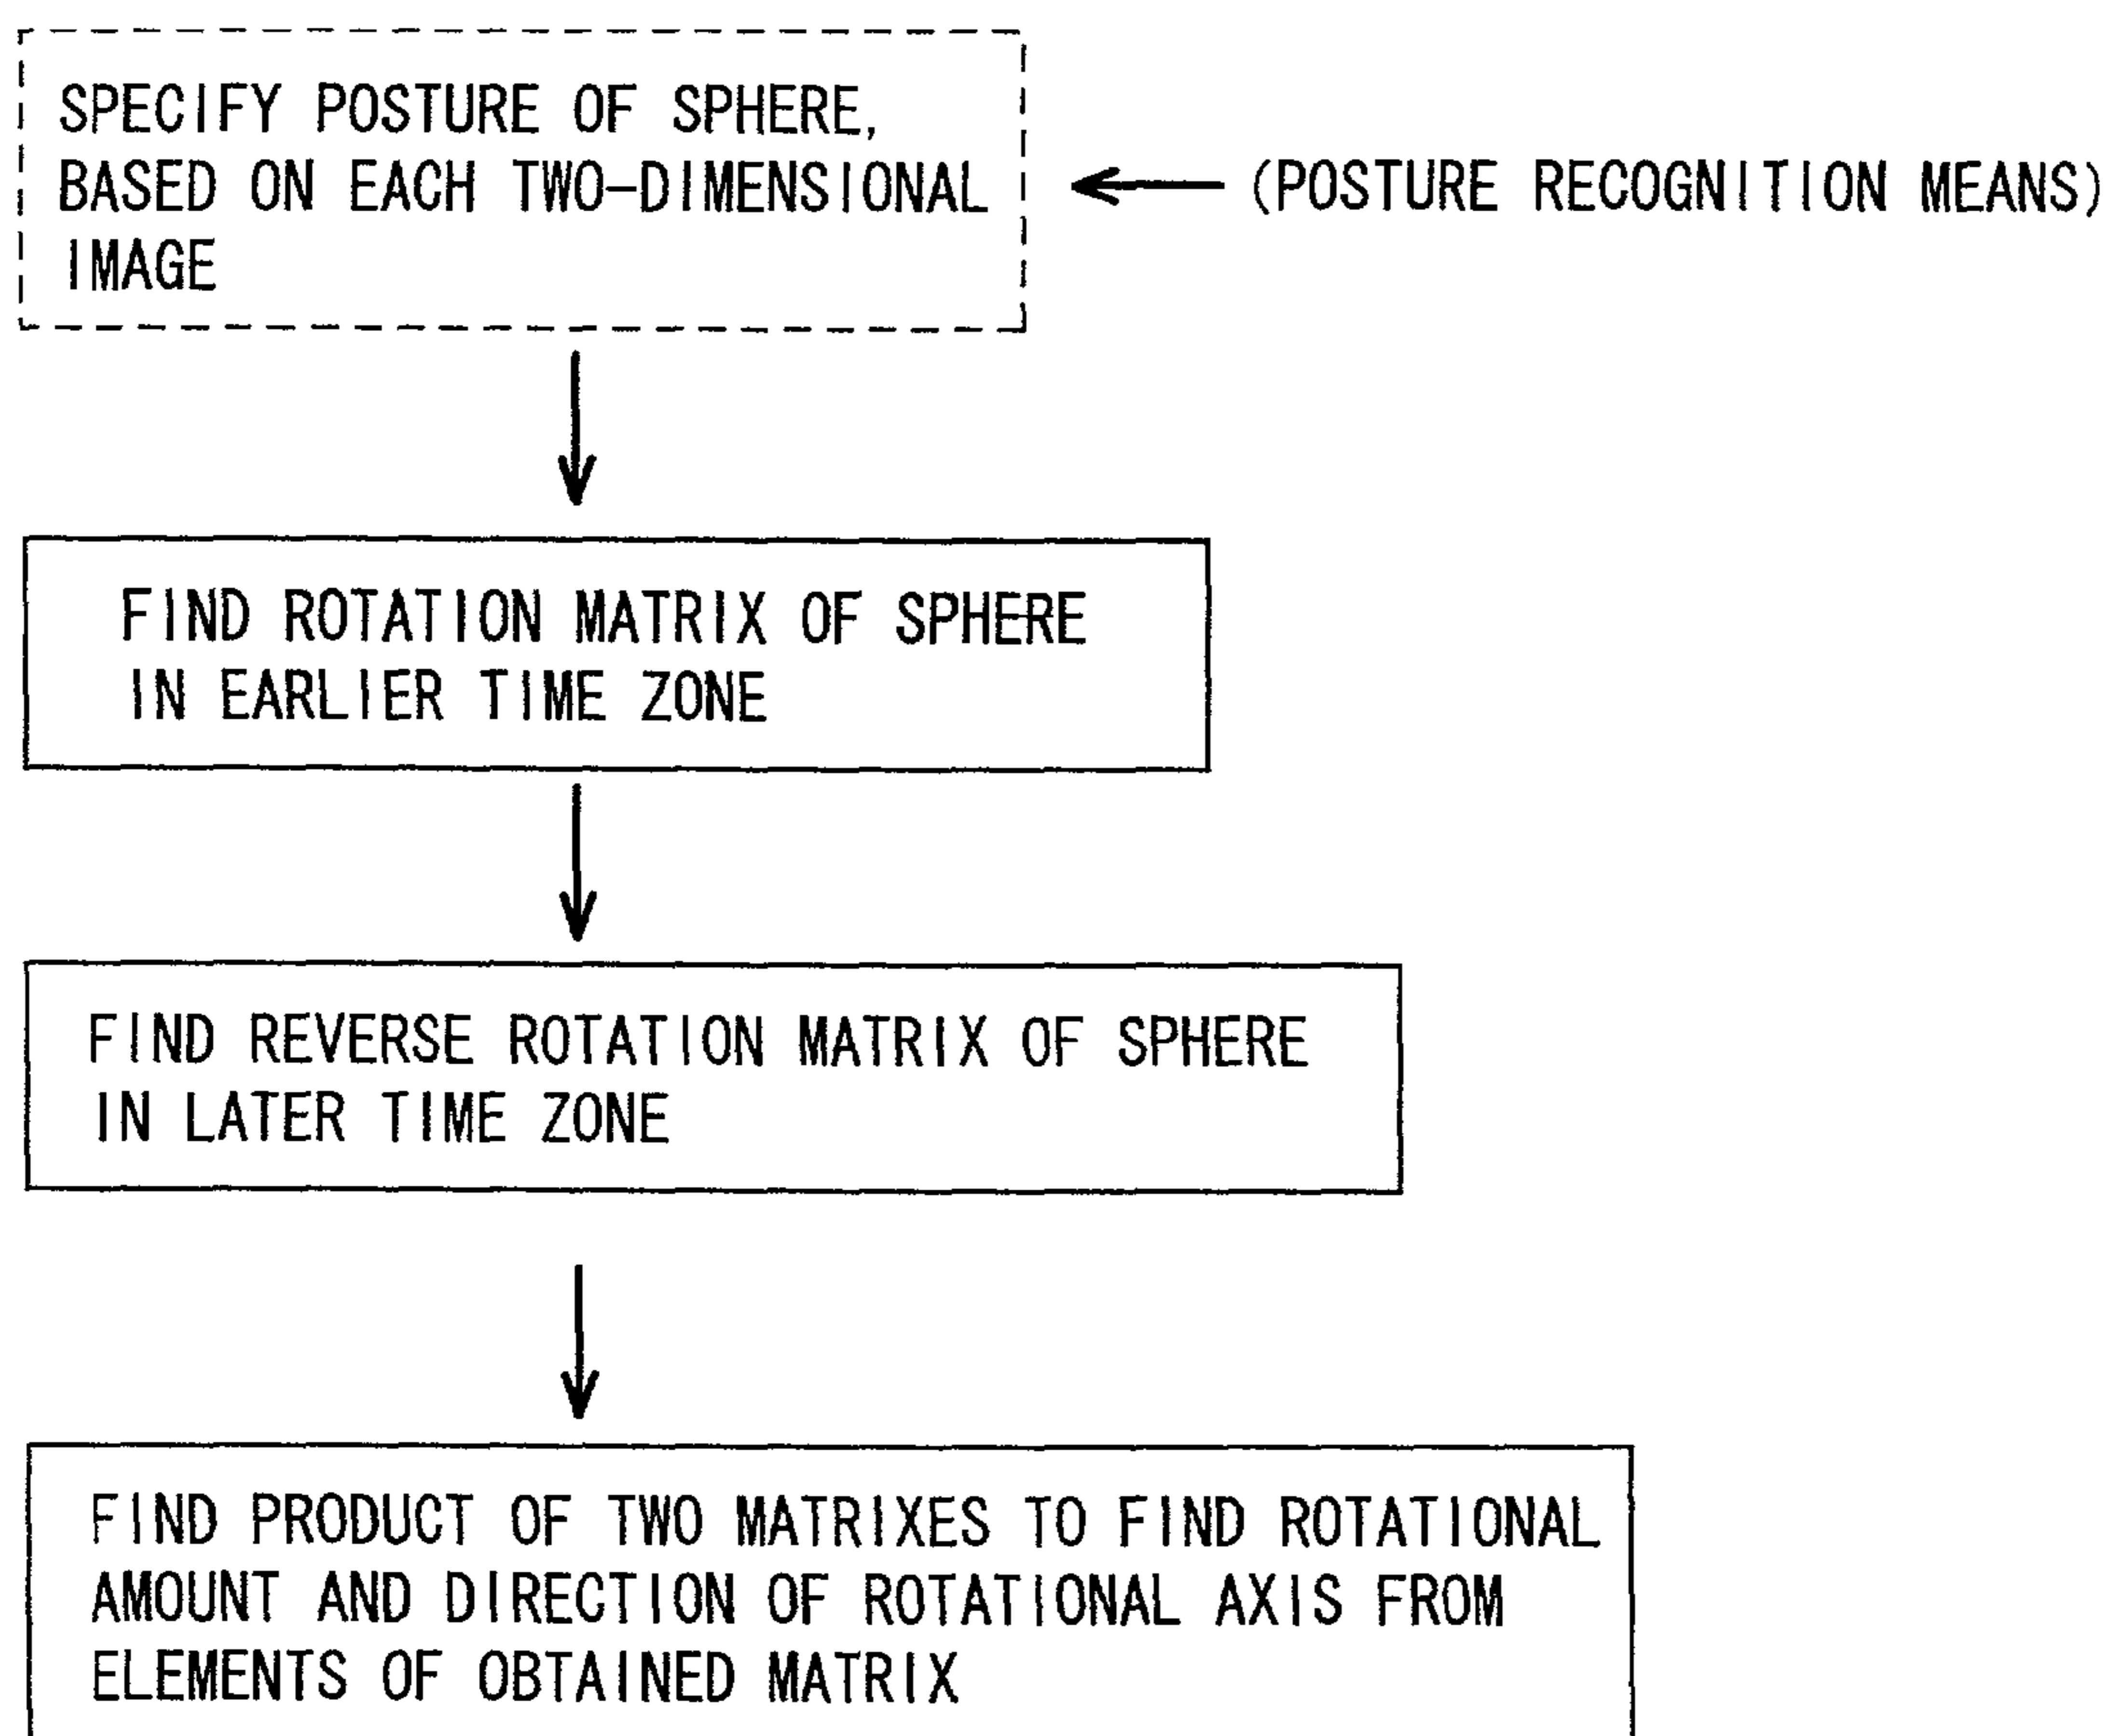 SPECIFY POSTURE OF SPHERE,
BASED ON EACH TWO-DIMENSIONAL
IMAGE
(POSTURE RECOGNITION MEANS)
FIND ROTATION MATRIX OF SPHERE
IN EARLIER TIME ZONE
FIND REVERSE ROTATION MATRIX OF SPHERE
IN LATER TIME ZONE
FIND PRODUCT OF TWO MATRIXES TO FIND ROTATIONAL
AMOUNT AND DIRECTION OF ROTATIONAL AXIS FROM
ELEMENTS OF OBTAINED MATRIX